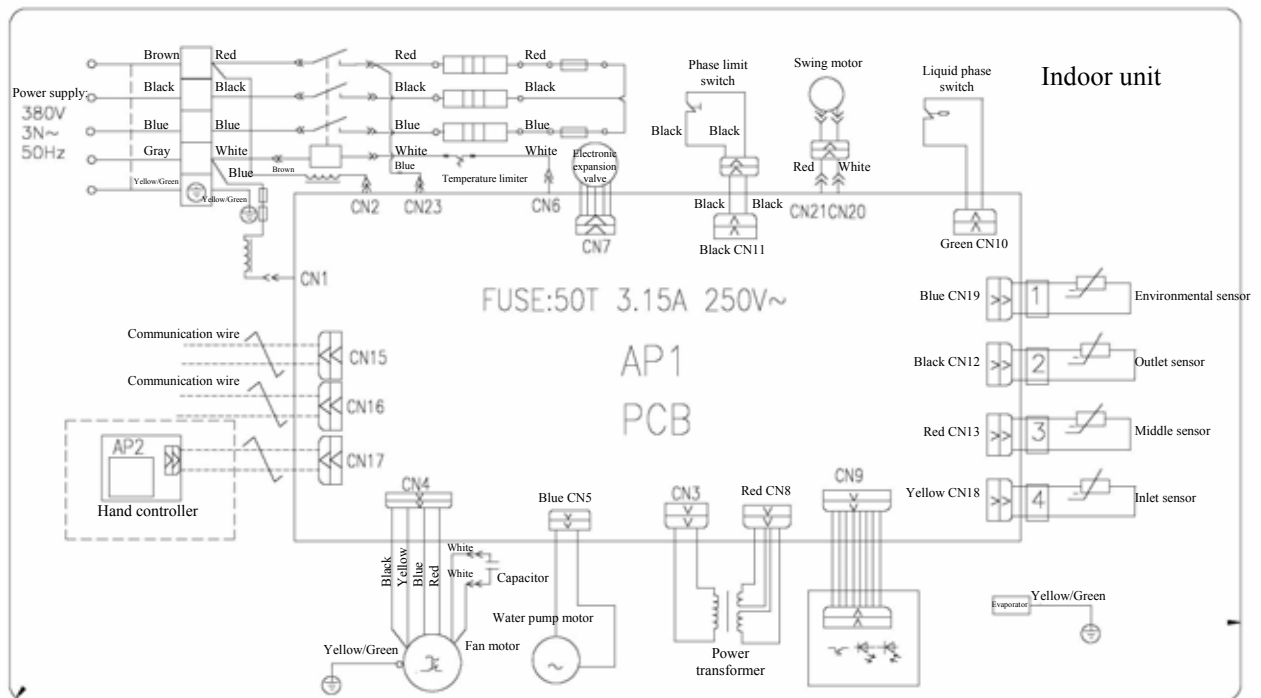 Indoor unit
Power supply:
380V
3N~
50Hz
Brown
Black
Blue
Gray
Yellow/Green
Red
Black
Blue
White
Blue
Yellow/Green
Brown
Red
Black
Blue
White
Blue
Temperature limiter
Red
Black
Blue
White
CN2
CN23
CN6
Electronic
expansion
valve
CN7
Phase limit
switch
Black
Black
Black
Black
Black CN11
Swing motor
Red
White
CN21
CN20
Liquid phase
switch
Green CN10
CN1
FUSE:50T 3.15A 250V~
AP1
PCB
Blue CN19
1
Environmental sensor
Black CN12
2
Outlet sensor
Red CN13
3
Middle sensor
Yellow CN18
4
Inlet sensor
Communication wire
CN15
Communication wire
CN16
CN17
AP2
Hand controller
CN4
Black
Yellow
Blue
Red
White
White
Capacitor
Yellow/Green
Fan motor
Blue CN5
Water pump motor
CN3
Red CN8
Power
transformer
CN9
Evaporator
Yellow/Green